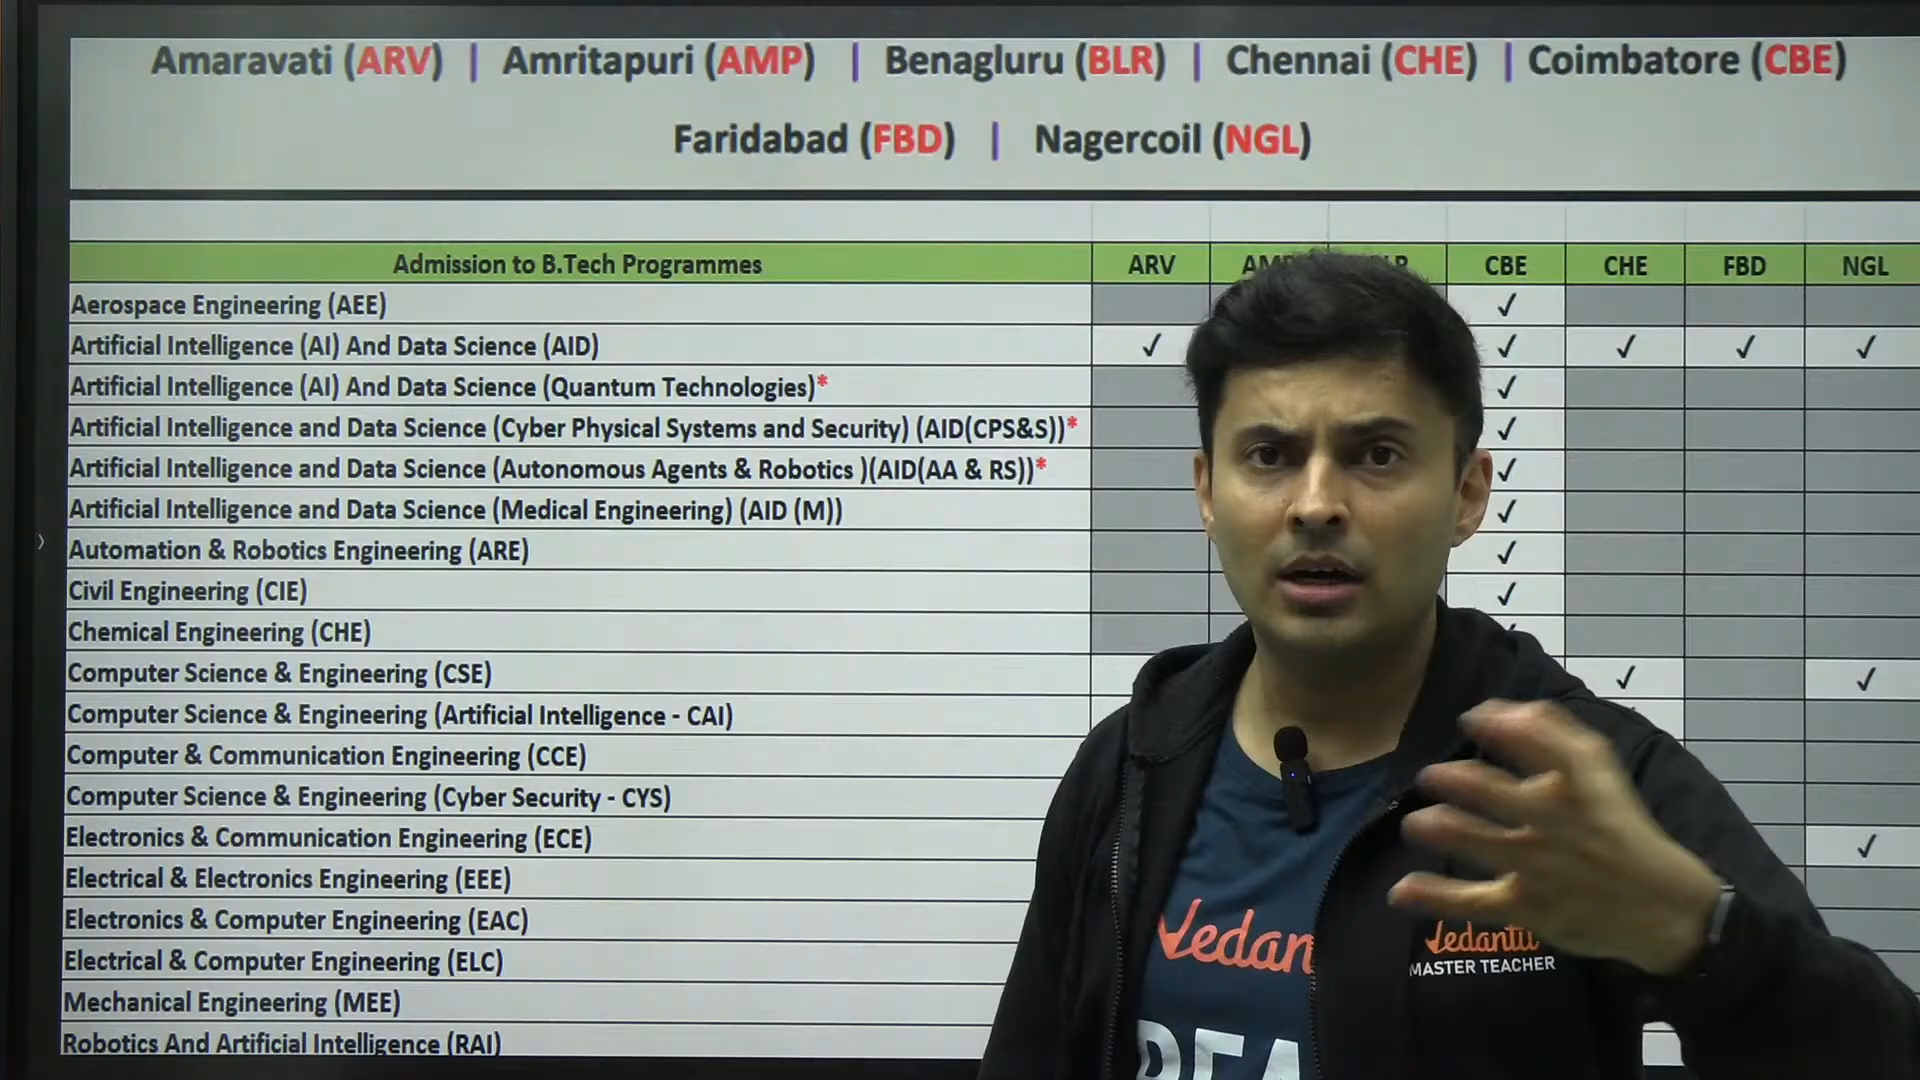 Amaravati (ARV) | Amritapuri (AMP) | Benagluru (BLR) | Chennai (CHE) | Coimbatore (CBE)
Faridabad (FBD) | Nagercoil (NGL)
Admission to B.Tech Programmes ARV CBE CHE FBD NGL
Aerospace Engineering (AEE) ✓
Artificial Intelligence (AI) And Data Science (AID) ✓ ✓ ✓ ✓ ✓
Artificial Intelligence (AI) And Data Science (Quantum Technologies)* ✓
Artificial Intelligence and Data Science (Cyber Physical Systems and Security) (AID(CPS&S))* ✓
Artificial Intelligence and Data Science (Autonomous Agents & Robotics )(AID(AA & RS))* ✓
Artificial Intelligence and Data Science (Medical Engineering) (AID (M)) ✓
Automation & Robotics Engineering (ARE) ✓
Civil Engineering (CIE) ✓
Chemical Engineering (CHE)
Computer Science & Engineering (CSE) ✓ ✓
Computer Science & Engineering (Artificial Intelligence - CAI)
Computer & Communication Engineering (CCE)
Computer Science & Engineering (Cyber Security - CYS)
Electronics & Communication Engineering (ECE) ✓
Electrical & Electronics Engineering (EEE)
Electronics & Computer Engineering (EAC)
Electrical & Computer Engineering (ELC)
Mechanical Engineering (MEE)
Robotics And Artificial Intelligence (RAI)
Vedantu
MASTER TEACHER